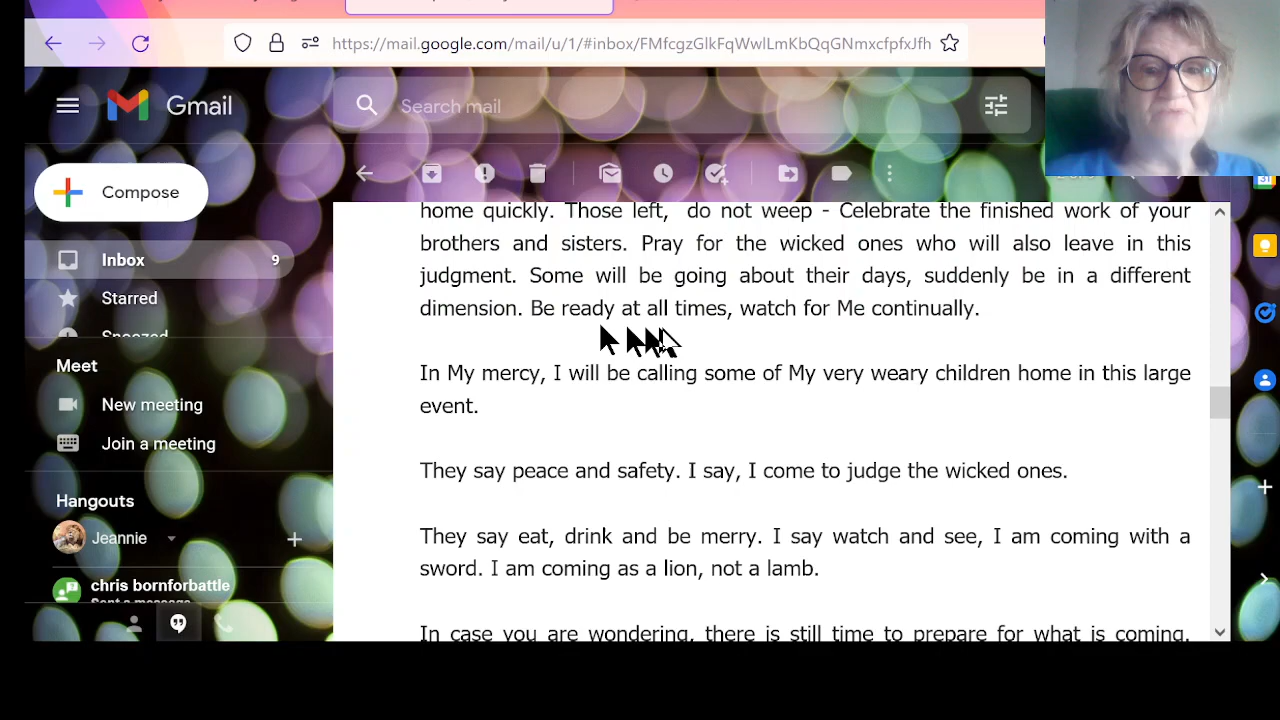 https://mail.google.com/mail/u/1/#inbox/FMfcgzGlkFqWwlLmKbQqGNmxcfpfxJfh
Gmail
Search mail
Compose
Inbox 9
Starred
Snoozed
Meet
New meeting
Join a meeting
Hangouts
Jeannie
chris bornforbattle
Sent a message
home quickly. Those left, do not weep - Celebrate the finished work of your
brothers and sisters. Pray for the wicked ones who will also leave in this
judgment. Some will be going about their days, suddenly be in a different
dimension. Be ready at all times, watch for Me continually.
In My mercy, I will be calling some of My very weary children home in this large
event.
They say peace and safety. I say, I come to judge the wicked ones.
They say eat, drink and be merry. I say watch and see, I am coming with a
sword. I am coming as a lion, not a lamb.
In case you are wondering, there is still time to prepare for what is coming.
31